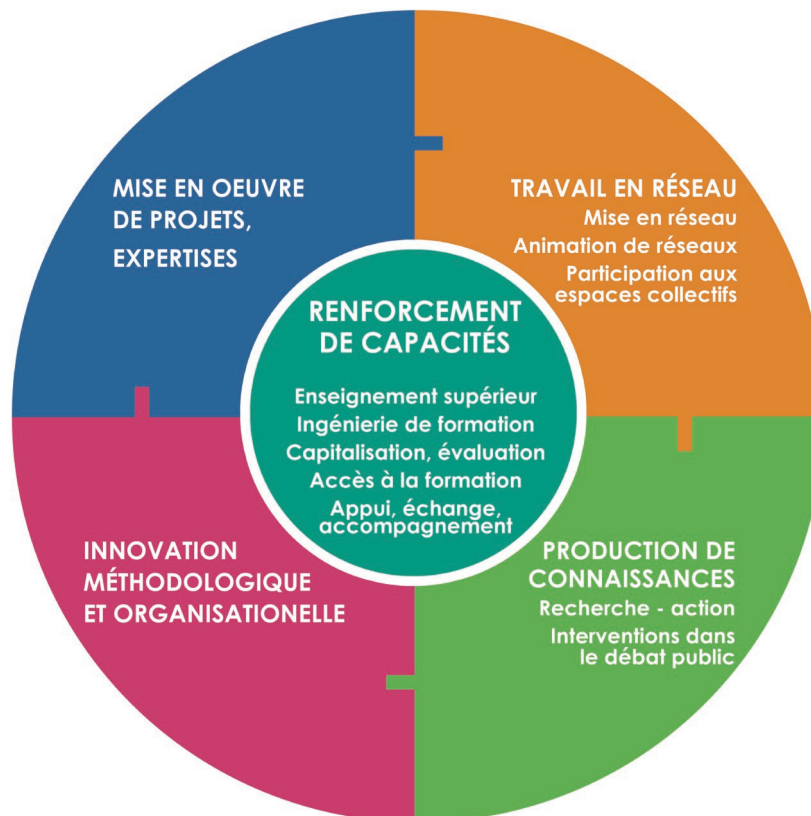 MISE EN OEUVRE
DE PROJETS,
EXPERTISES
TRAVAIL EN RÉSEAU
Mise en réseau
Animation de réseaux
Participation aux
espaces collectifs
RENFORCEMENT
DE CAPACITÉS
Enseignement supérieur
Ingénierie de formation
Capitalisation, évaluation
Accès à la formation
Appui, échange,
accompagnement
INNOVATION
MÉTHODOLOGIQUE
ET ORGANISATIONELLE
PRODUCTION DE
CONNAISSANCES
Recherche - action
Interventions dans
le débat public